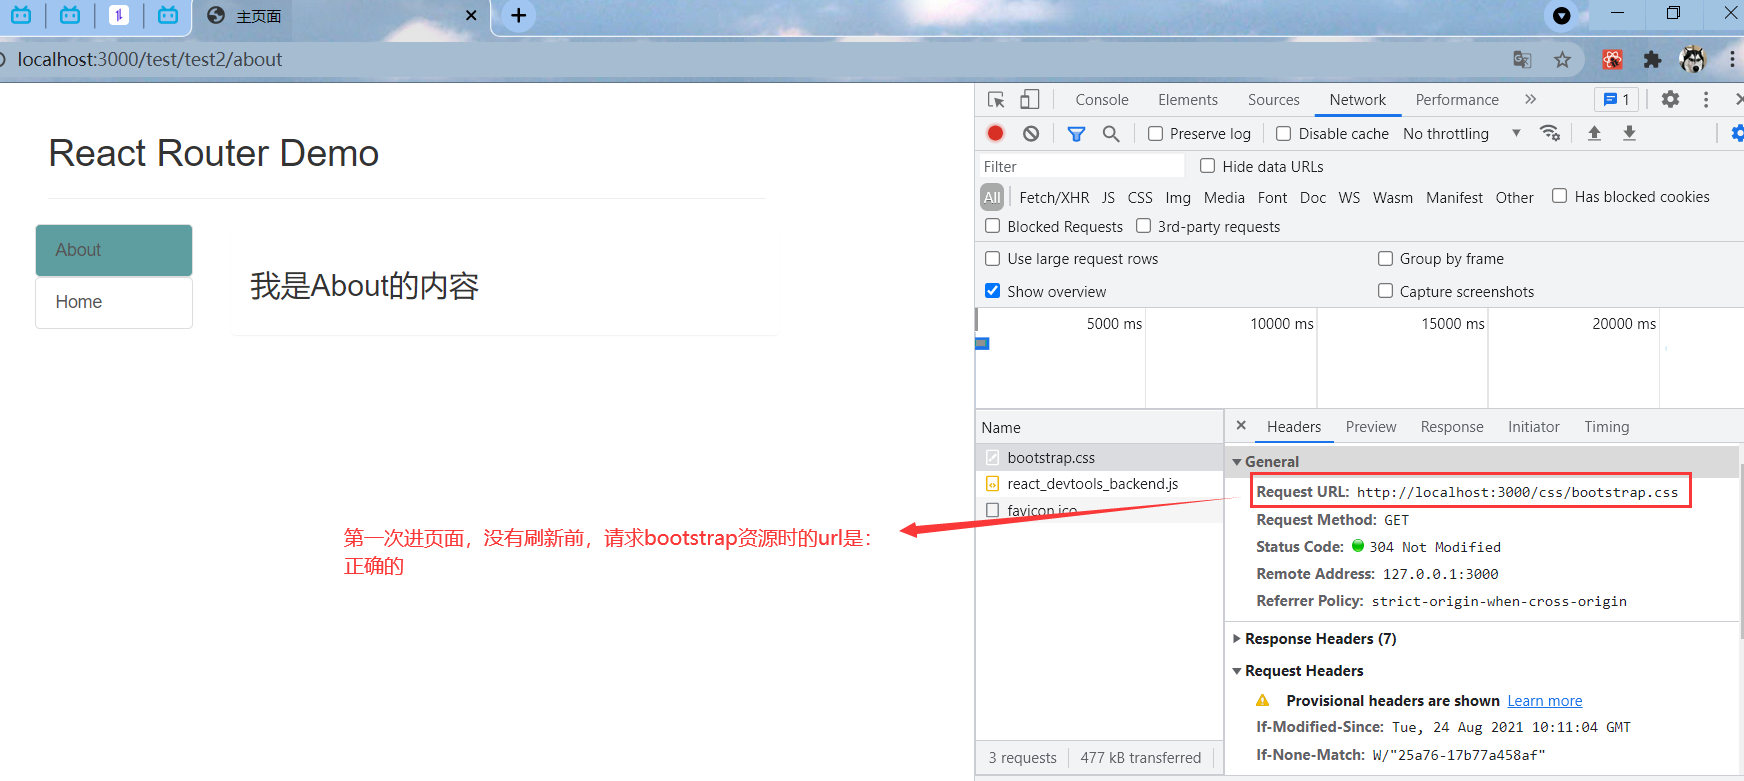 主页面
localhost:3000/test/test2/about
React Router Demo
About
Home
我是About的内容
第一次进页面，没有刷新前，请求bootstrap资源时的url是：
正确的
Console Elements Sources Network Performance » 1
Preserve log Disable cache No throttling
Filter Hide data URLs
All Fetch/XHR JS CSS Img Media Font Doc WS Wasm Manifest Other Has blocked cookies
Blocked Requests 3rd-party requests
Use large request rows Group by frame
Show overview Capture screenshots
5000 ms 10000 ms 15000 ms 20000 ms
Name
bootstrap.css
react_devtools_backend.js
favicon.ico
3 requests 477 kB transferred
Headers Preview Response Initiator Timing
General
Request URL: http://localhost:3000/css/bootstrap.css
Request Method: GET
Status Code: 304 Not Modified
Remote Address: 127.0.0.1:3000
Referrer Policy: strict-origin-when-cross-origin
Response Headers (7)
Request Headers
Provisional headers are shown Learn more
If-Modified-Since: Tue, 24 Aug 2021 10:11:04 GMT
If-None-Match: W/"25a76-17b77a458af"